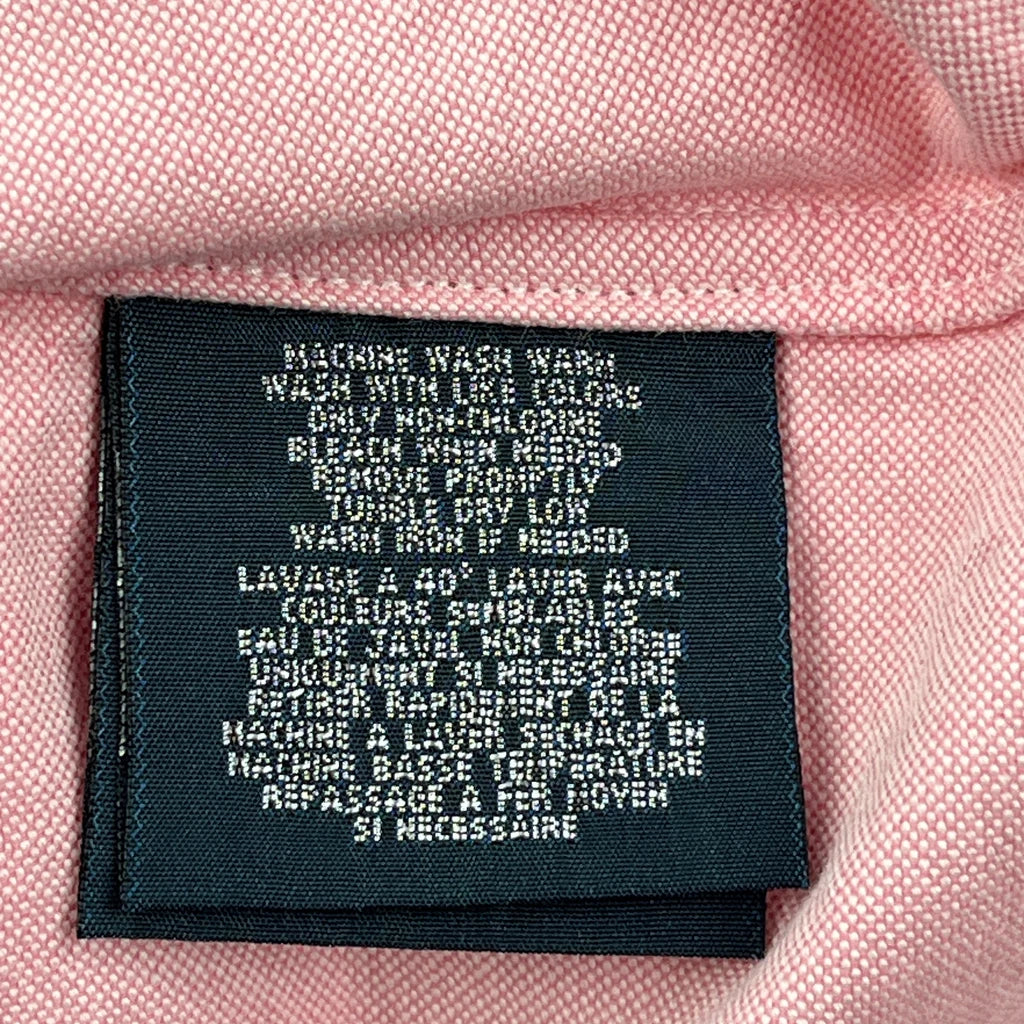 MACHINE WASH WARM
WASH WITH LIKE COLORS
ONLY NON-CHLORINE
BLEACH WHEN NEEDED
REMOVE PROMPTLY
TUMBLE DRY LOW
WARM IRON IF NEEDED
LAVAGE A 40° LAVER AVEC
COULEURS SEMBLABLES
EAU DE JAVAL NON CHLOREE
UNIQUEMENT SI NECESSAIRE
RETIRER RAPIDEMENT DE LA
MACHINE A LAVER SECHAGE EN
MACHINE BASSE TEMPERATURE
REPASSAGE A FER MOYEN
SI NECESSAIRE